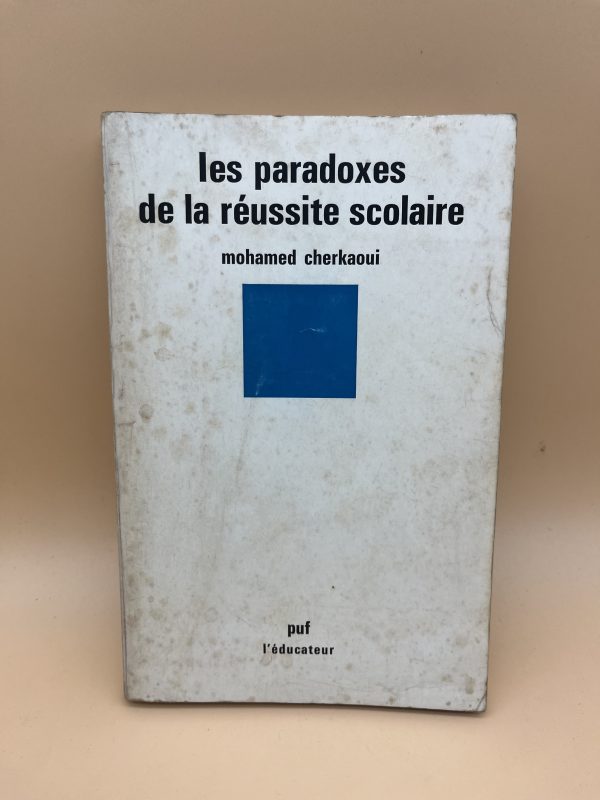 les paradoxes
de la réussite scolaire
mohamed cherkaoui
puf
l'éducateur